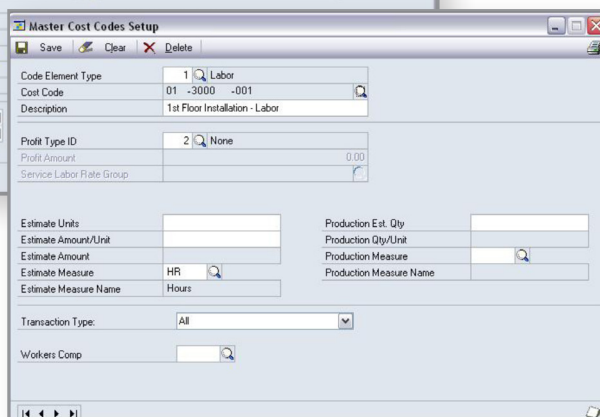 Master Cost Codes Setup
Save Clear Delete
Code Element Type 1 Labor
Cost Code 01 -3000 -001
Description 1st Floor Installation - Labor
Profit Type ID 2 None
Profit Amount 0.00
Service Labor Rate Group
Estimate Units Production Est. Qty
Estimate Amount/Unit Production Qty/Unit
Estimate Amount Production Measure
Estimate Measure HR Production Measure Name
Estimate Measure Name Hours
Transaction Type: All
Workers Comp